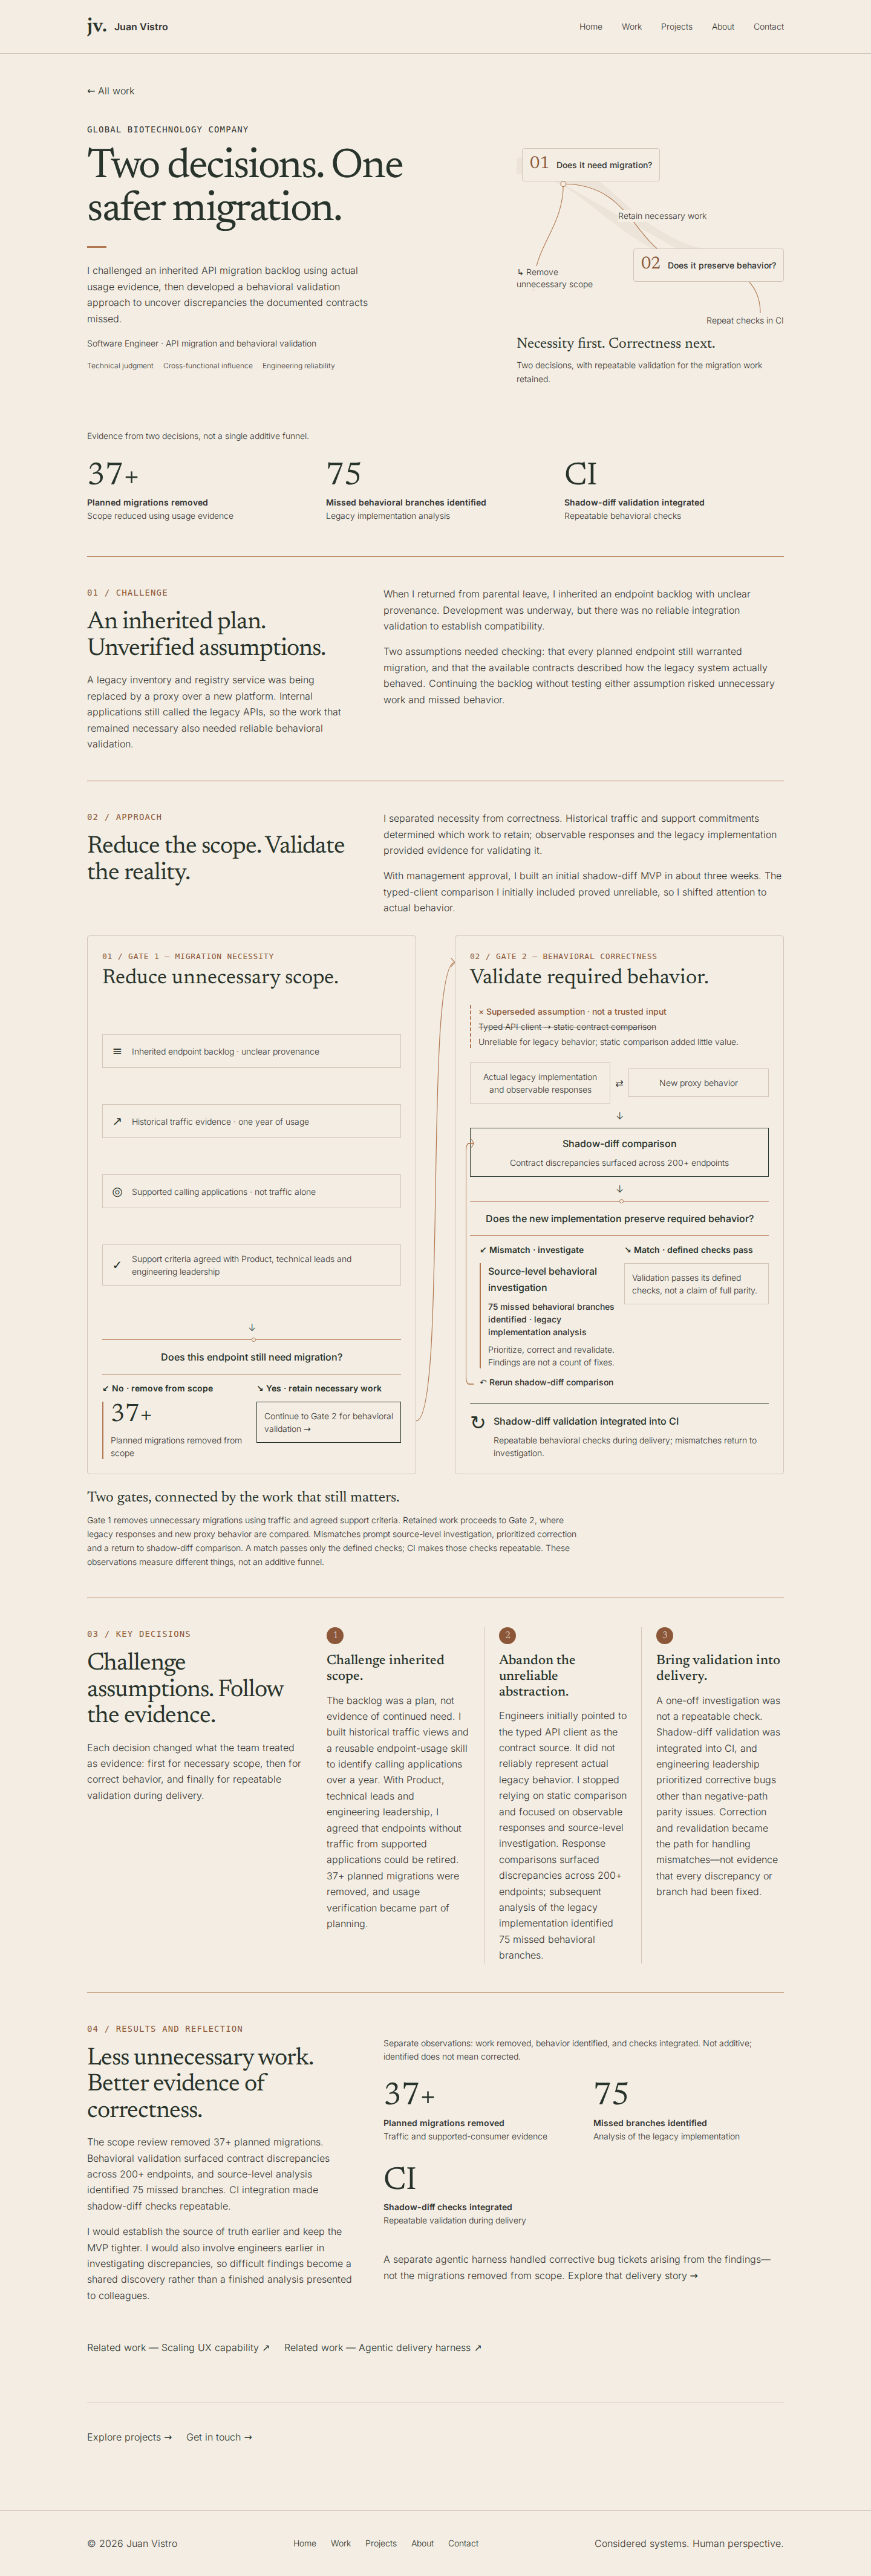 jv. Juan Vistro
Home Work Projects About Contact
← All work
GLOBAL BIOTECHNOLOGY COMPANY
Two decisions. One
safer migration.
I challenged an inherited API migration backlog using actual
usage evidence, then developed a behavioral validation
approach to uncover discrepancies the documented contracts
missed.
Software Engineer · API migration and behavioral validation
Technical judgment Cross-functional influence Engineering reliability
01 Does it need migration?
Retain necessary work
02 Does it preserve behavior?
↳ Remove
unnecessary scope
Repeat checks in CI
Necessity first. Correctness next.
Two decisions, with repeatable validation for the migration work
retained.
Evidence from two decisions, not a single additive funnel.
37+
Planned migrations removed
Scope reduced using usage evidence
75
Missed behavioral branches identified
Legacy implementation analysis
CI
Shadow-diff validation integrated
Repeatable behavioral checks
01 / CHALLENGE
An inherited plan.
Unverified assumptions.
A legacy inventory and registry service was being
replaced by a proxy over a new platform. Internal
applications still called the legacy APIs, so the work that
remained necessary also needed reliable behavioral
validation.
When I returned from parental leave, I inherited an endpoint backlog with unclear
provenance. Development was underway, but there was no reliable integration
validation to establish compatibility.
Two assumptions needed checking: that every planned endpoint still warranted
migration, and that the available contracts described how the legacy system actually
behaved. Continuing the backlog without testing either assumption risked unnecessary
work and missed behavior.
02 / APPROACH
Reduce the scope. Validate
the reality.
I separated necessity from correctness. Historical traffic and support commitments
determined which work to retain; observable responses and the legacy implementation
provided evidence for validating it.
With management approval, I built an initial shadow-diff MVP in about three weeks. The
typed-client comparison I initially included proved unreliable, so I shifted attention to
actual behavior.
01 / GATE 1 — MIGRATION NECESSITY
Reduce unnecessary scope.
≡ Inherited endpoint backlog · unclear provenance
↗ Historical traffic evidence · one year of usage
◎ Supported calling applications · not traffic alone
✓ Support criteria agreed with Product, technical leads and
engineering leadership
↓
Does this endpoint still need migration?
↙ No · remove from scope
37+
Planned migrations removed from
scope
↘ Yes · retain necessary work
Continue to Gate 2 for behavioral
validation →
02 / GATE 2 — BEHAVIORAL CORRECTNESS
Validate required behavior.
× Superseded assumption · not a trusted input
Typed API client → static contract comparison
Unreliable for legacy behavior; static comparison added little value.
Actual legacy implementation
and observable responses
⇄
New proxy behavior
↓
Shadow-diff comparison
Contract discrepancies surfaced across 200+ endpoints
↓
Does the new implementation preserve required behavior?
↙ Mismatch · investigate
Source-level behavioral
investigation
75 missed behavioral branches
identified · legacy
implementation analysis
Prioritize, correct and revalidate.
Findings are not a count of fixes.
↶ Rerun shadow-diff comparison
↘ Match · defined checks pass
Validation passes its defined
checks, not a claim of full parity.
↻ Shadow-diff validation integrated into CI
Repeatable behavioral checks during delivery; mismatches return to
investigation.
Two gates, connected by the work that still matters.
Gate 1 removes unnecessary migrations using traffic and agreed support criteria. Retained work proceeds to Gate 2, where
legacy responses and new proxy behavior are compared. Mismatches prompt source-level investigation, prioritized correction
and a return to shadow-diff comparison. A match passes only the defined checks; CI makes those checks repeatable. These
observations measure different things, not an additive funnel.
03 / KEY DECISIONS
Challenge
assumptions. Follow
the evidence.
Each decision changed what the team treated
as evidence: first for necessary scope, then for
correct behavior, and finally for repeatable
validation during delivery.
1
Challenge inherited
scope.
The backlog was a plan, not
evidence of continued need. I
built historical traffic views and
a reusable endpoint-usage skill
to identify calling applications
over a year. With Product,
technical leads and
engineering leadership, I
agreed that endpoints without
traffic from supported
applications could be retired.
37+ planned migrations were
removed, and usage
verification became part of
planning.
2
Abandon the
unreliable
abstraction.
Engineers initially pointed to
the typed API client as the
contract source. It did not
reliably represent actual
legacy behavior. I stopped
relying on static comparison
and focused on observable
responses and source-level
investigation. Response
comparisons surfaced
discrepancies across 200+
endpoints; subsequent
analysis of the legacy
implementation identified
75 missed behavioral
branches.
3
Bring validation into
delivery.
A one-off investigation was
not a repeatable check.
Shadow-diff validation was
integrated into CI, and
engineering leadership
prioritized corrective bugs
other than negative-path
parity issues. Correction
and revalidation became
the path for handling
mismatches—not evidence
that every discrepancy or
branch had been fixed.
04 / RESULTS AND REFLECTION
Less unnecessary work.
Better evidence of
correctness.
The scope review removed 37+ planned migrations.
Behavioral validation surfaced contract discrepancies
across 200+ endpoints, and source-level analysis
identified 75 missed branches. CI integration made
shadow-diff checks repeatable.
I would establish the source of truth earlier and keep the
MVP tighter. I would also involve engineers earlier in
investigating discrepancies, so difficult findings become a
shared discovery rather than a finished analysis presented
to colleagues.
Separate observations: work removed, behavior identified, and checks integrated. Not additive;
identified does not mean corrected.
37+
Planned migrations removed
Traffic and supported-consumer evidence
75
Missed branches identified
Analysis of the legacy implementation
CI
Shadow-diff checks integrated
Repeatable validation during delivery
A separate agentic harness handled corrective bug tickets arising from the findings—
not the migrations removed from scope. Explore that delivery story →
Related work — Scaling UX capability ↗ Related work — Agentic delivery harness ↗
Explore projects → Get in touch →
© 2026 Juan Vistro
Home Work Projects About Contact
Considered systems. Human perspective.